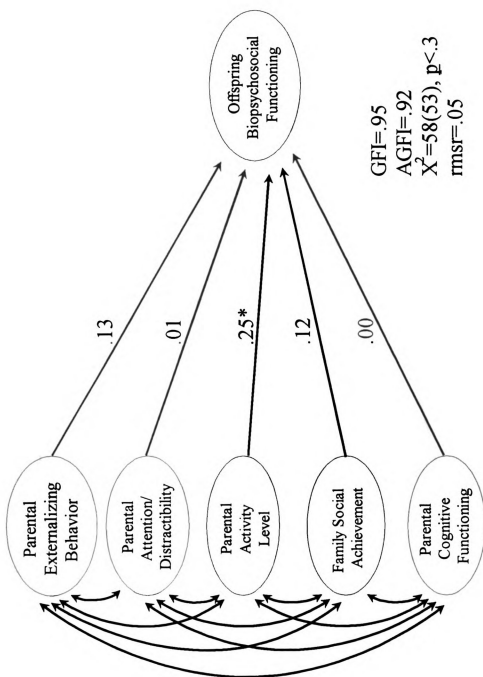 Parental
Externalizing
Behavior
Parental
Attention/
Distractibility
Parental
Activity
Level
Family Social
Achievement
Parental
Cognitive
Functioning
.13
.01
.25*
.12
.00
Offspring
Biopsychosocial
Functioning
GFI=.95
AGFI=.92
X²=58(53), p<.3
rmsr=.05